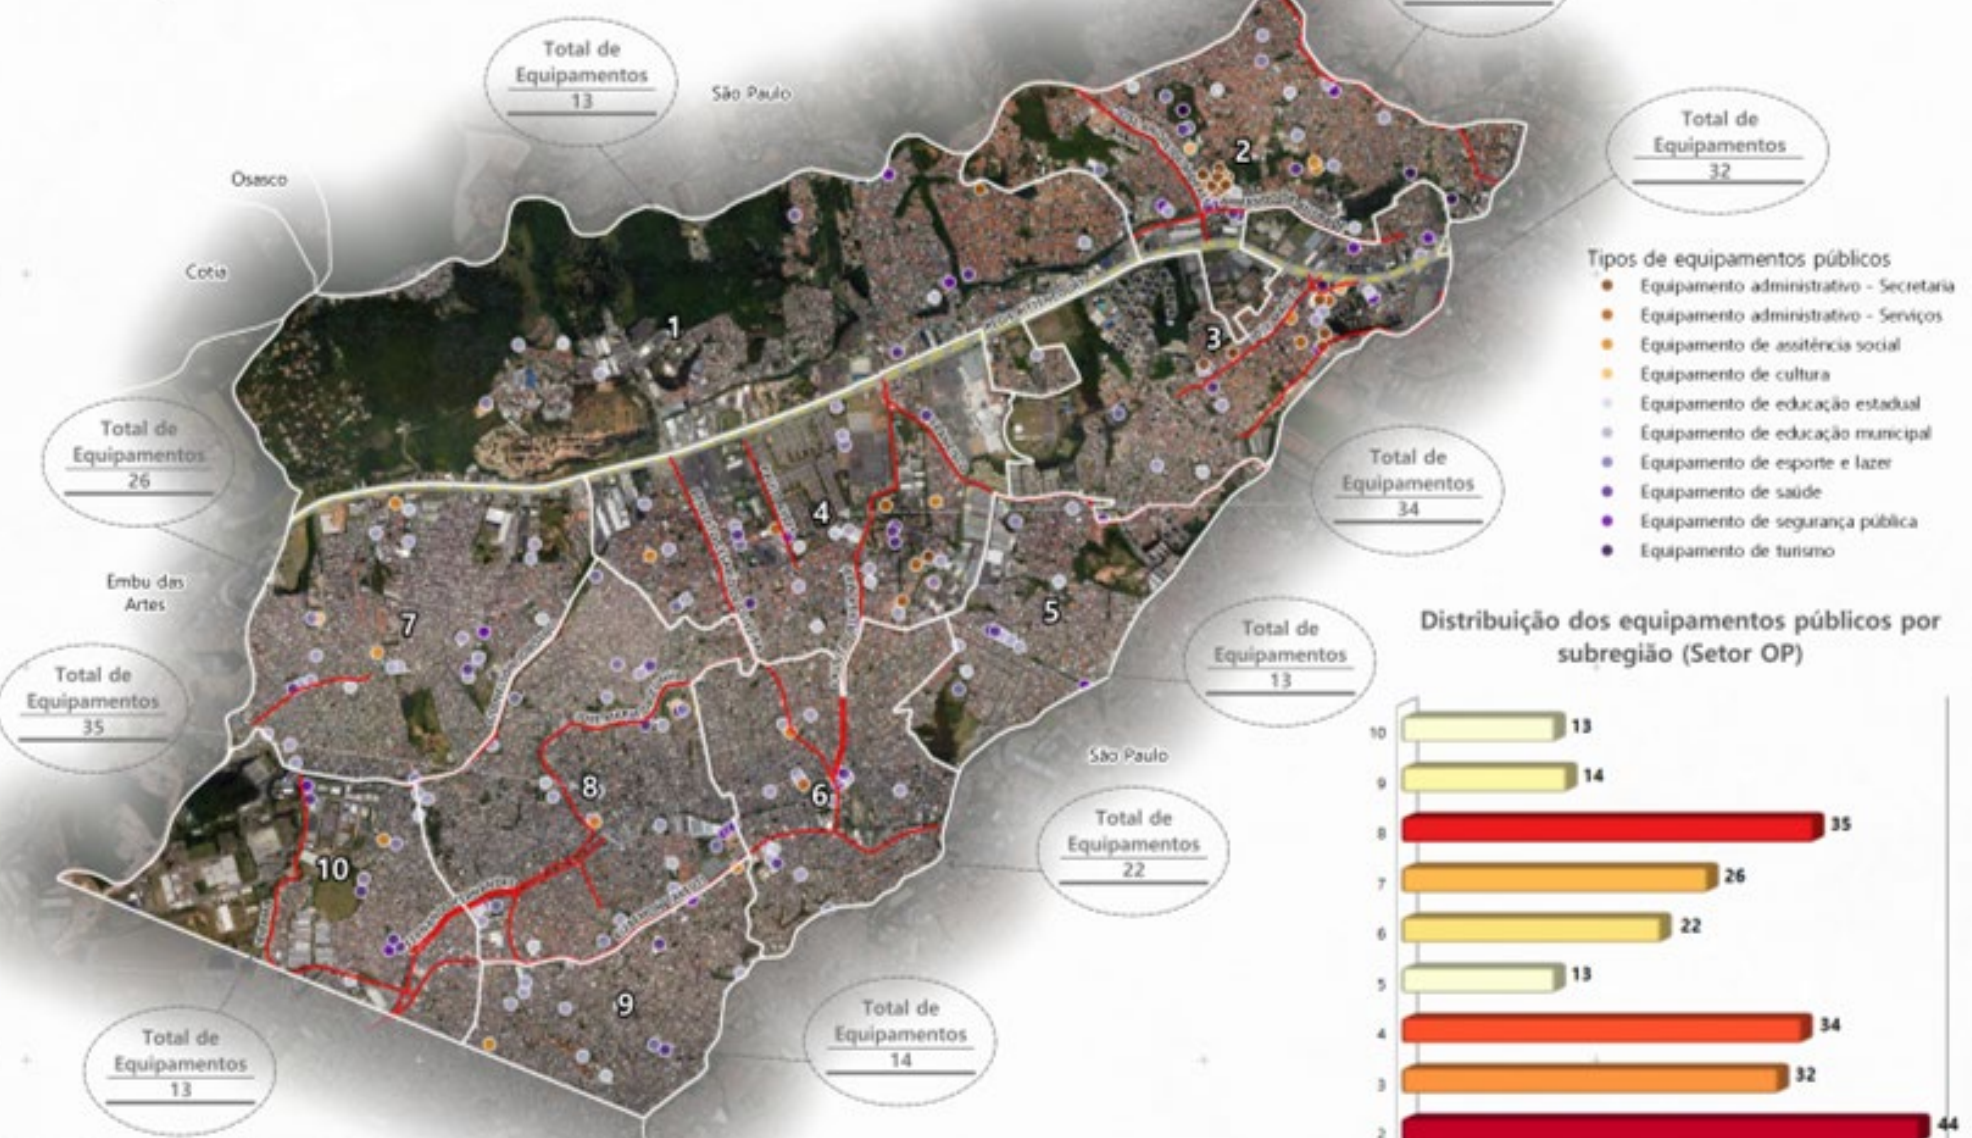 Total de
Equipamentos
13
São Paulo
Total de
Equipamentos
32
Osasco
Cotia
2
1
3
Tipos de equipamentos públicos
Equipamento administrativo - Secretaria
Equipamento administrativo - Serviços
Equipamento de assitência social
Equipamento de cultura
Equipamento de educação estadual
Equipamento de educação municipal
Equipamento de esporte e lazer
Equipamento de saúde
Equipamento de segurança pública
Equipamento de turismo
Total de
Equipamentos
26
Total de
Equipamentos
34
4
Embu das
Artes
7
5
Total de
Equipamentos
35
Total de
Equipamentos
13
São Paulo
8
6
Total de
Equipamentos
22
10
9
Total de
Equipamentos
13
Total de
Equipamentos
14
Distribuição dos equipamentos públicos por
subregião (Setor OP)
10 13
9 14
8 35
7 26
6 22
5 13
4 34
3 32
2 44